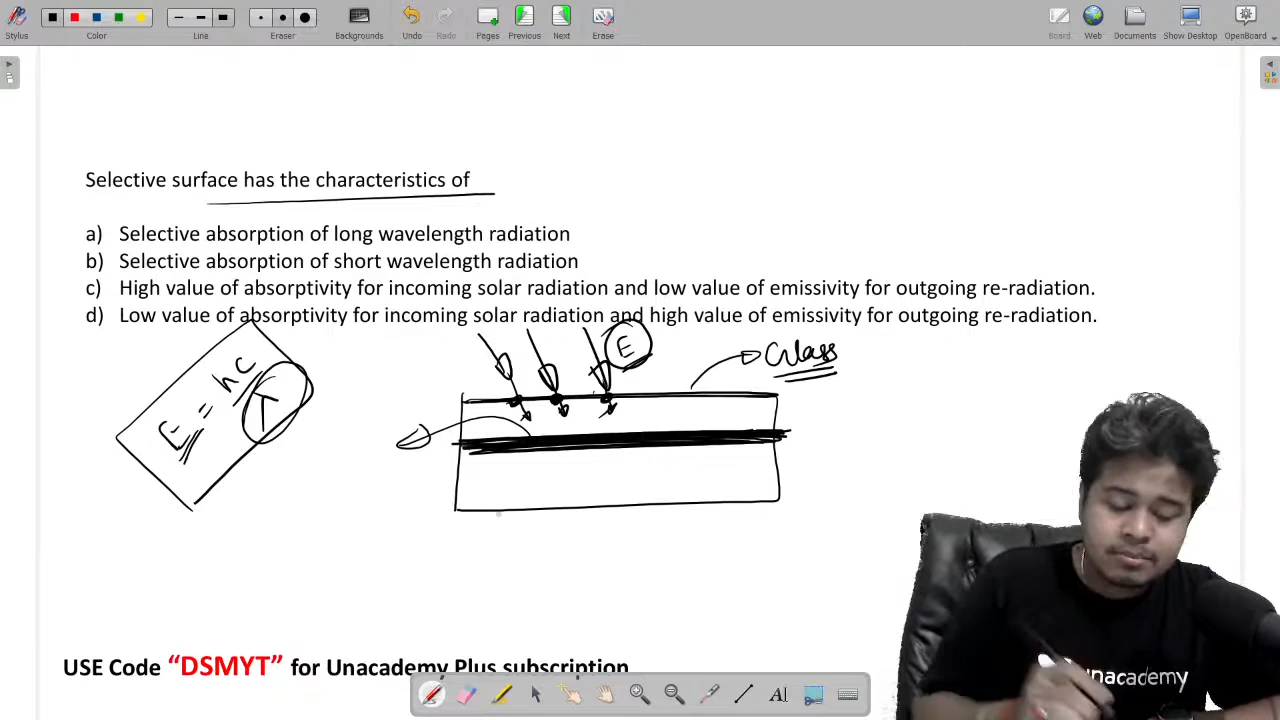 Stylus
Color
Line
Eraser
Backgrounds
Undo
Redo
Pages
Previous
Next
Erase
Board
Web
Documents
Show Desktop
OpenBoard
Selective surface has the characteristics of
a) Selective absorption of long wavelength radiation
b) Selective absorption of short wavelength radiation
c) High value of absorptivity for incoming solar radiation and low value of emissivity for outgoing re-radiation.
d) Low value of absorptivity for incoming solar radiation and high value of emissivity for outgoing re-radiation.
E
Glass
E = hc
λ
USE Code “DSMYT” for Unacademy Plus subscription
unacademy